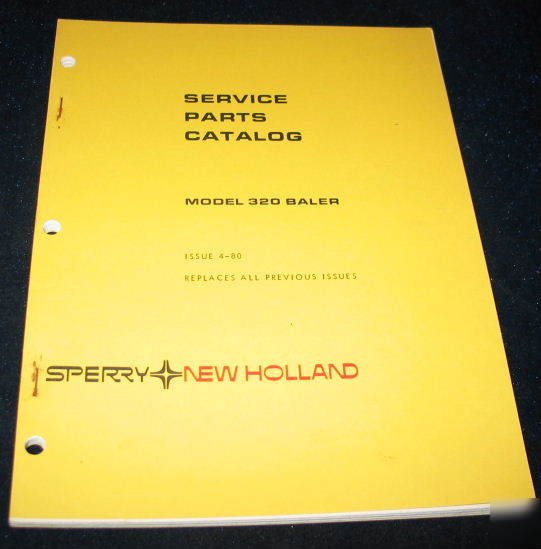 SERVICE
PARTS
CATALOG
MODEL 320 BALER
ISSUE 4-80
REPLACES ALL PREVIOUS ISSUES
SPERRY NEW HOLLAND